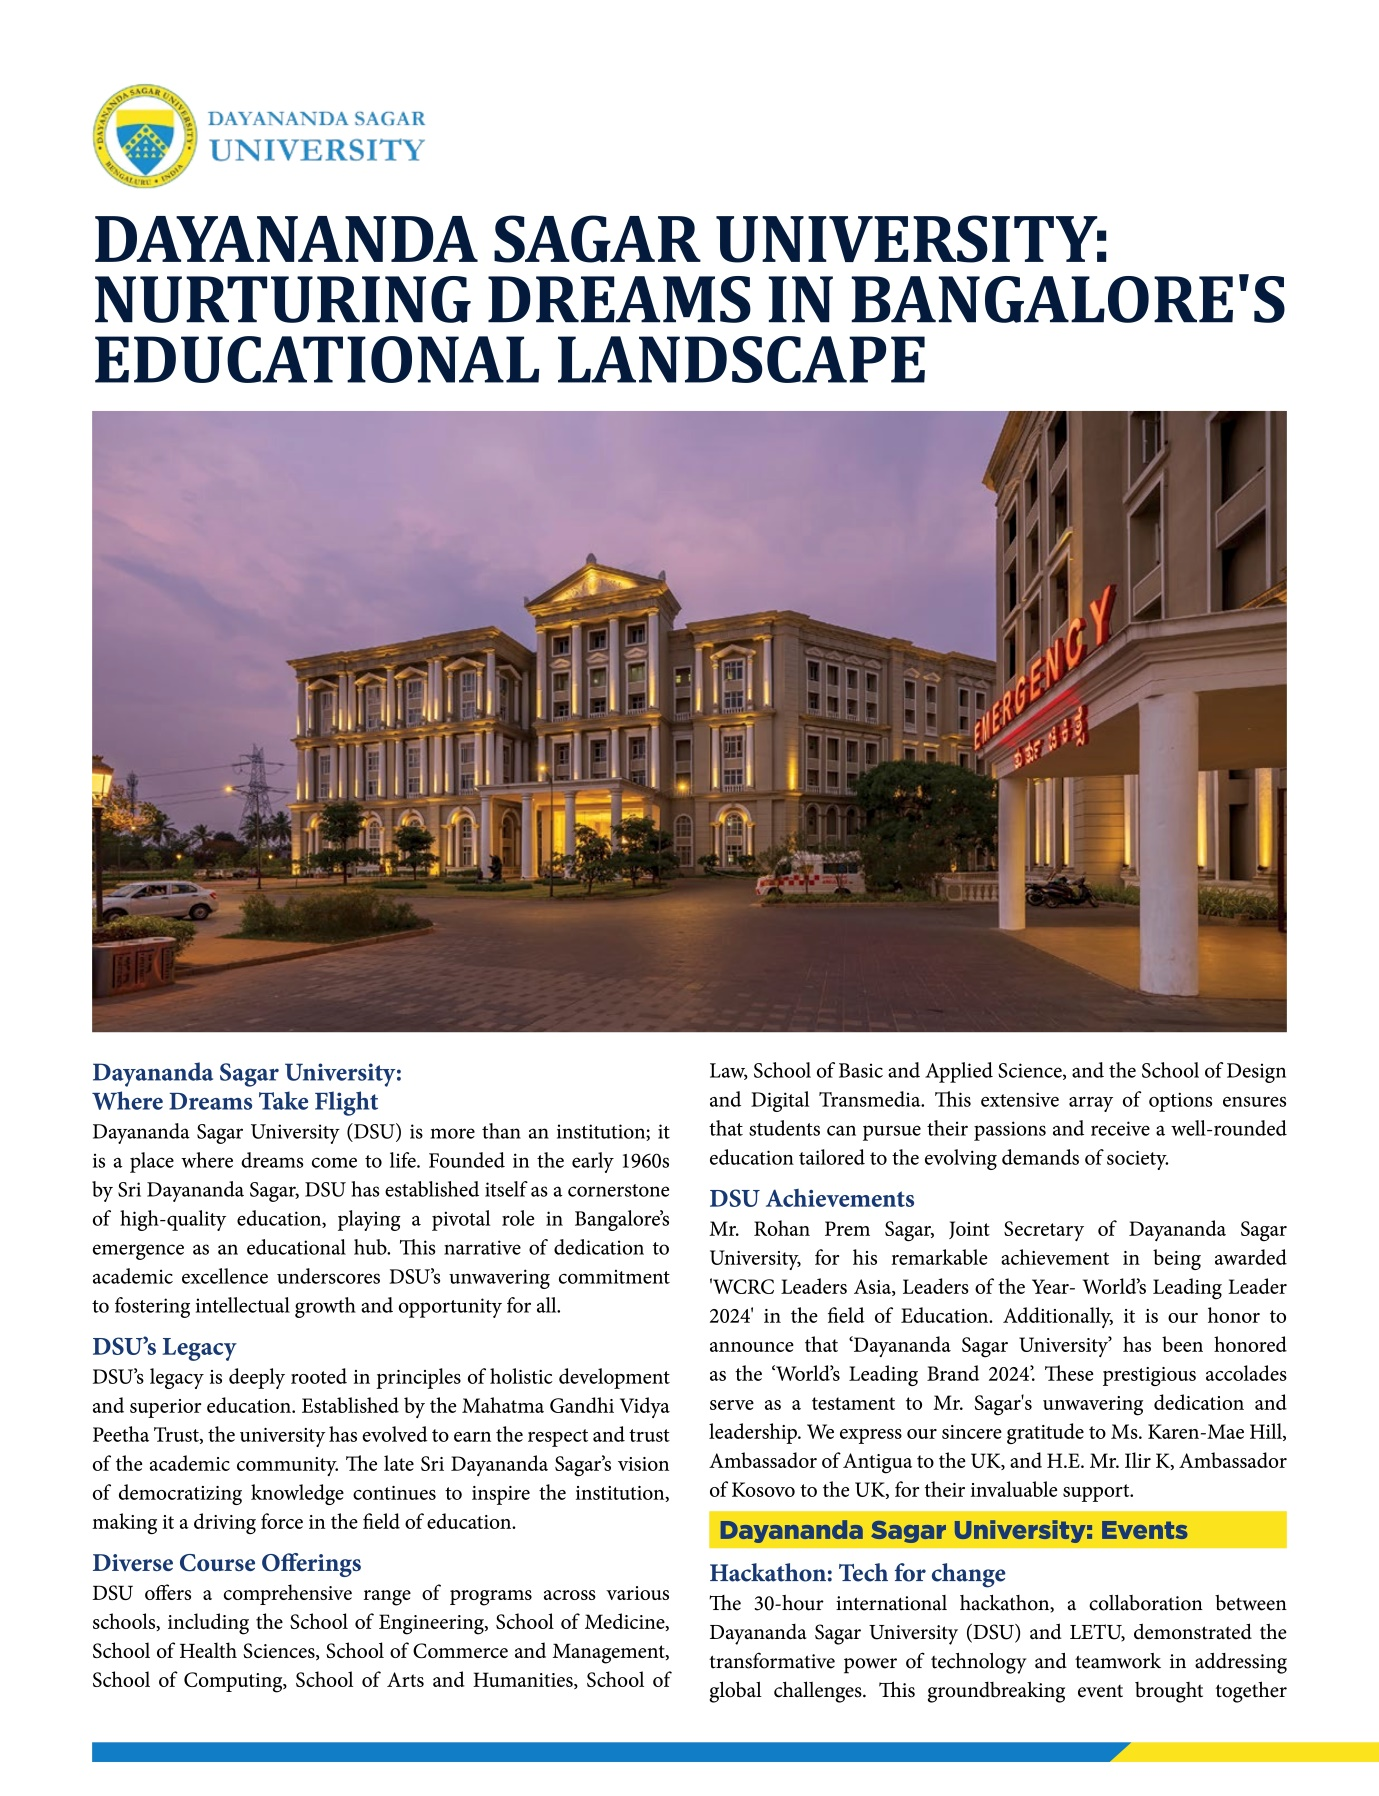 DAYANANDA SAGAR UNIVERSITY
BENGALURU • INDIA
DAYANANDA SAGAR
UNIVERSITY
DAYANANDA SAGAR UNIVERSITY:
NURTURING DREAMS IN BANGALORE'S
EDUCATIONAL LANDSCAPE
EMERGENCY
Dayananda Sagar University:
Where Dreams Take Flight
Dayananda Sagar University (DSU) is more than an institution; it
is a place where dreams come to life. Founded in the early 1960s
by Sri Dayananda Sagar, DSU has established itself as a cornerstone
of high-quality education, playing a pivotal role in Bangalore’s
emergence as an educational hub. This narrative of dedication to
academic excellence underscores DSU’s unwavering commitment
to fostering intellectual growth and opportunity for all.
DSU’s Legacy
DSU’s legacy is deeply rooted in principles of holistic development
and superior education. Established by the Mahatma Gandhi Vidya
Peetha Trust, the university has evolved to earn the respect and trust
of the academic community. The late Sri Dayananda Sagar’s vision
of democratizing knowledge continues to inspire the institution,
making it a driving force in the field of education.
Diverse Course Offerings
DSU offers a comprehensive range of programs across various
schools, including the School of Engineering, School of Medicine,
School of Health Sciences, School of Commerce and Management,
School of Computing, School of Arts and Humanities, School of
Law, School of Basic and Applied Science, and the School of Design
and Digital Transmedia. This extensive array of options ensures
that students can pursue their passions and receive a well-rounded
education tailored to the evolving demands of society.
DSU Achievements
Mr. Rohan Prem Sagar, Joint Secretary of Dayananda Sagar
University, for his remarkable achievement in being awarded
'WCRC Leaders Asia, Leaders of the Year- World’s Leading Leader
2024' in the field of Education. Additionally, it is our honor to
announce that ‘Dayananda Sagar University’ has been honored
as the ‘World’s Leading Brand 2024’. These prestigious accolades
serve as a testament to Mr. Sagar's unwavering dedication and
leadership. We express our sincere gratitude to Ms. Karen-Mae Hill,
Ambassador of Antigua to the UK, and H.E. Mr. Ilir K, Ambassador
of Kosovo to the UK, for their invaluable support.
Dayananda Sagar University: Events
Hackathon: Tech for change
The 30-hour international hackathon, a collaboration between
Dayananda Sagar University (DSU) and LETU, demonstrated the
transformative power of technology and teamwork in addressing
global challenges. This groundbreaking event brought together